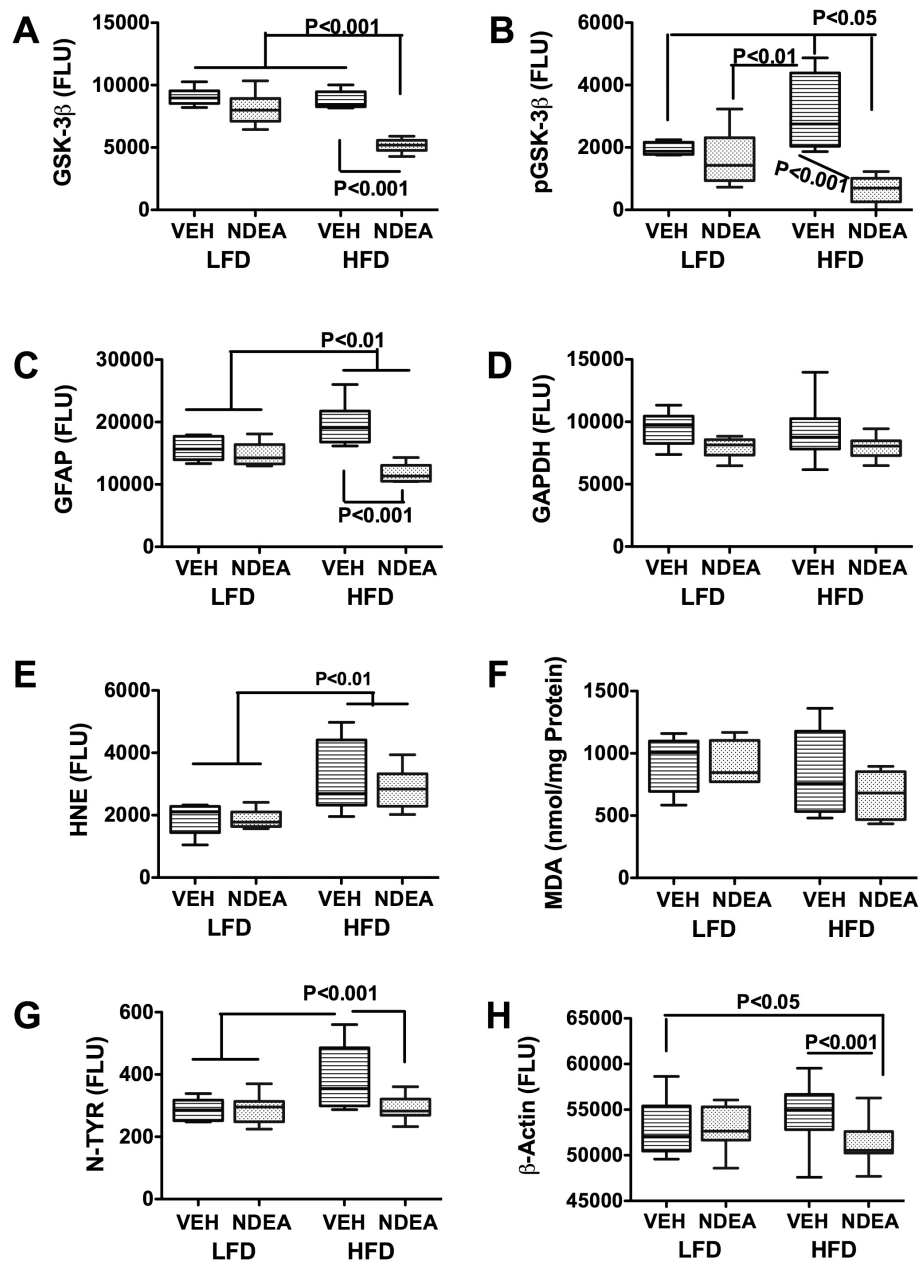 A
B
GSK-3β (FLU)
15000
10000
5000
0
P<0.001
P<0.001
VEH NDEA VEH NDEA
LFD HFD
pGSK-3β (FLU)
6000
4000
2000
0
P<0.05
P<0.01
P<0.001
VEH NDEA VEH NDEA
LFD HFD
C
D
GFAP (FLU)
30000
20000
10000
0
P<0.01
P<0.001
VEH NDEA VEH NDEA
LFD HFD
GAPDH (FLU)
15000
10000
5000
0
VEH NDEA VEH NDEA
LFD HFD
E
F
HNE (FLU)
6000
4000
2000
0
P<0.01
VEH NDEA VEH NDEA
LFD HFD
MDA (nmol/mg Protein)
1500
1000
500
0
VEH NDEA VEH NDEA
LFD HFD
G
H
N-TYR (FLU)
600
400
200
0
P<0.001
VEH NDEA VEH NDEA
LFD HFD
β-Actin (FLU)
65000
60000
55000
50000
45000
P<0.05
P<0.001
VEH NDEA VEH NDEA
LFD HFD